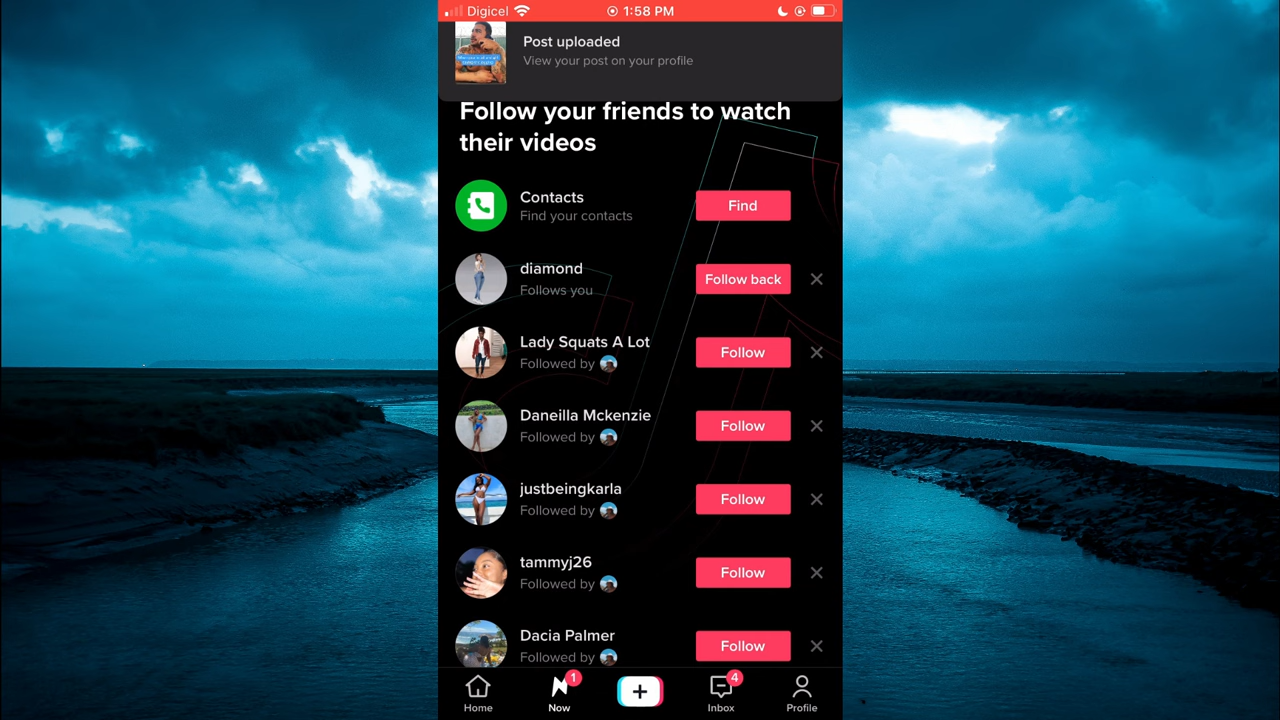 Digicel
1:58 PM
Post uploaded
View your post on your profile
Follow your friends to watch
their videos
Contacts
Find your contacts
Find
diamond
Follows you
Follow back
Lady Squats A Lot
Followed by
Follow
Daneilla Mckenzie
Followed by
Follow
justbeingkarla
Followed by
Follow
tammyj26
Followed by
Follow
Dacia Palmer
Followed by
Follow
1
4
Home
Now
Inbox
Profile